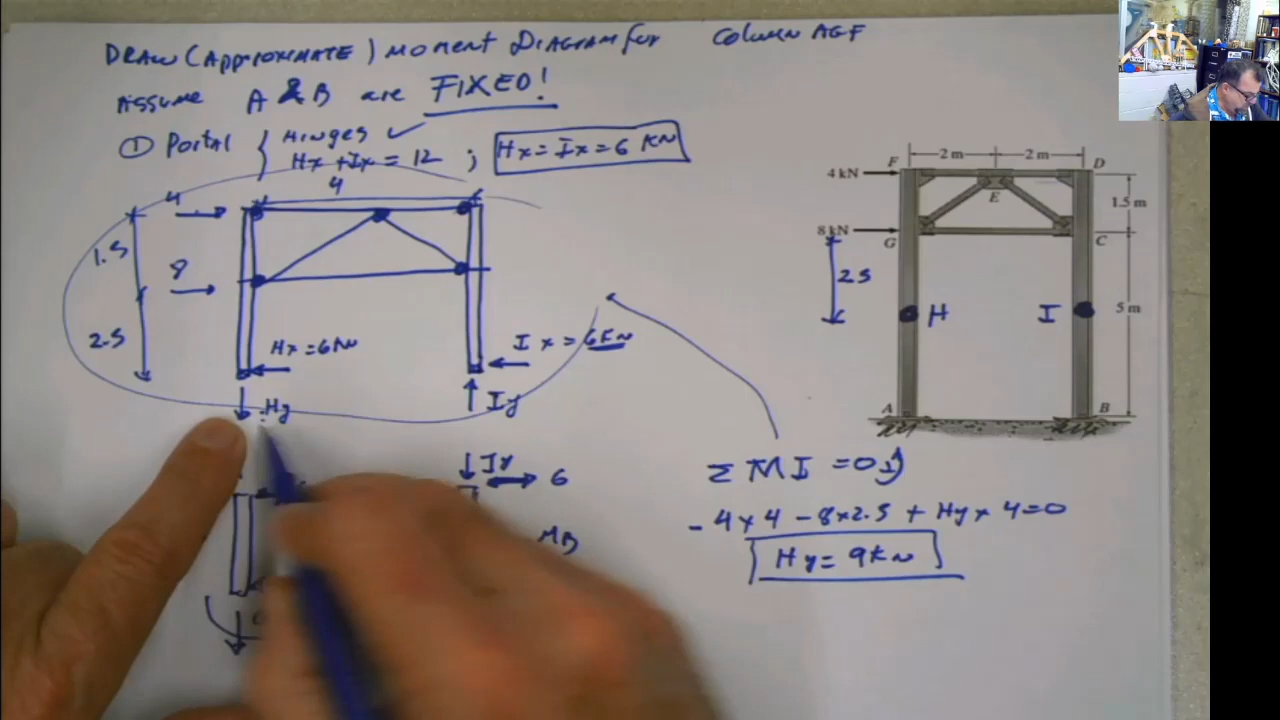 DRAW (Approximate) moment Diagram for Column AGF
Assume A & B are FIXED!
① Portal { Hinges ✓
Hx + Ix = 12 ; Hx = Ix = 6 KN
4
4
1.5
8
2.5
Hx = 6KN
Ix = 6KN
Hy
Iy
Iy
6
MB
F
2 m
2 m
D
4 kN
E
1.5 m
8 kN
G
C
2.5
H
I
5 m
A
B
ΣMI = 0
- 4 x 4 - 8 x 2.5 + Hy x 4 = 0
Hy = 9KN